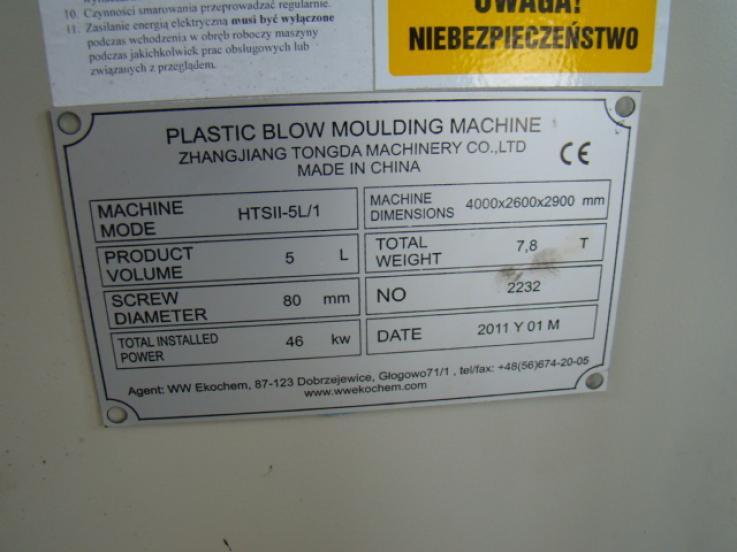 10. Czynności smarowania przeprowadzać regularnie.
11. Zasilanie energią elektryczną musi być wyłączone
podczas wchodzenia w obręb roboczy maszyny
podczas jakichkolwiek prac obsługowych lub
związanych z przeglądem.
UWAGA!
NIEBEZPIECZEŃSTWO
PLASTIC BLOW MOULDING MACHINE
ZHANGJIANG TONGDA MACHINERY CO.,LTD
MADE IN CHINA
CE
MACHINE MODE HTSII-5L/1
PRODUCT VOLUME 5 L
SCREW DIAMETER 80 mm
TOTAL INSTALLED POWER 46 kw
MACHINE DIMENSIONS 4000x2600x2900 mm
TOTAL WEIGHT 7,8 T
NO 2232
DATE 2011 Y 01 M
Agent: WW Ekochem, 87-123 Dobrzejewice, Głogowo71/1 , tel/fax: +48(56)674-20-05
www.wwekochem.com